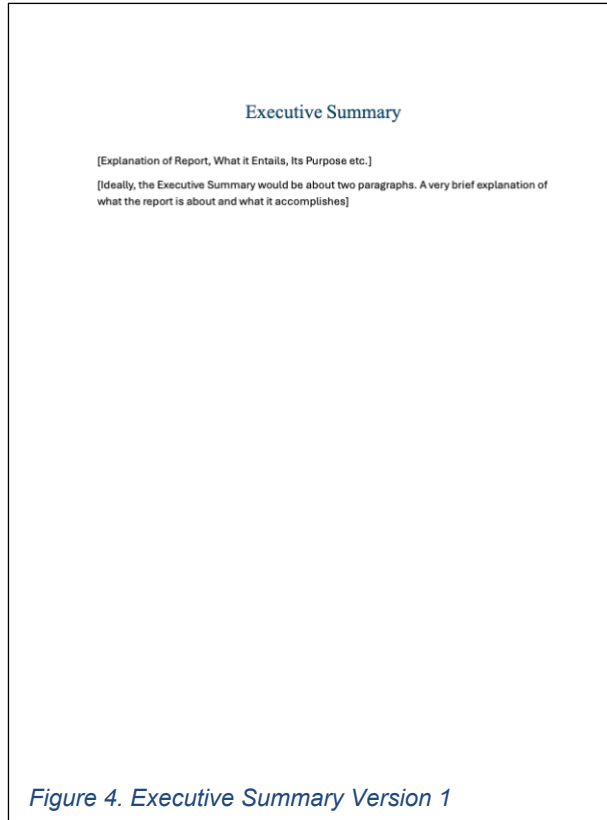 Executive Summary
[Explanation of Report, What it Entails, Its Purpose etc.]
[Ideally, the Executive Summary would be about two paragraphs. A very brief explanation of
what the report is about and what it accomplishes]
Figure 4. Executive Summary Version 1